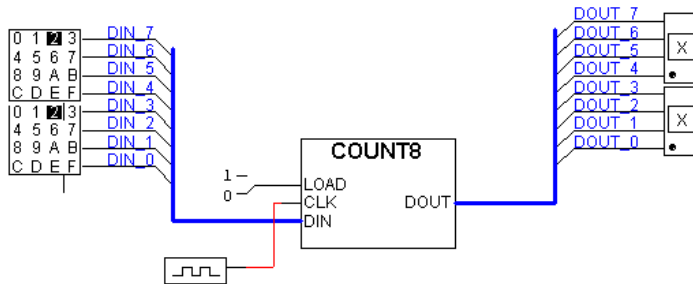 0 1 2 3
4 5 6 7
8 9 A B
C D E F
0 1 2 3
4 5 6 7
8 9 A B
C D E F
DIN_7
DIN_6
DIN_5
DIN_4
DIN_3
DIN_2
DIN_1
DIN_0
1
0
COUNT8
LOAD
CLK
DIN
DOUT
DOUT_7
DOUT_6
DOUT_5
DOUT_4
DOUT_3
DOUT_2
DOUT_1
DOUT_0
X
X